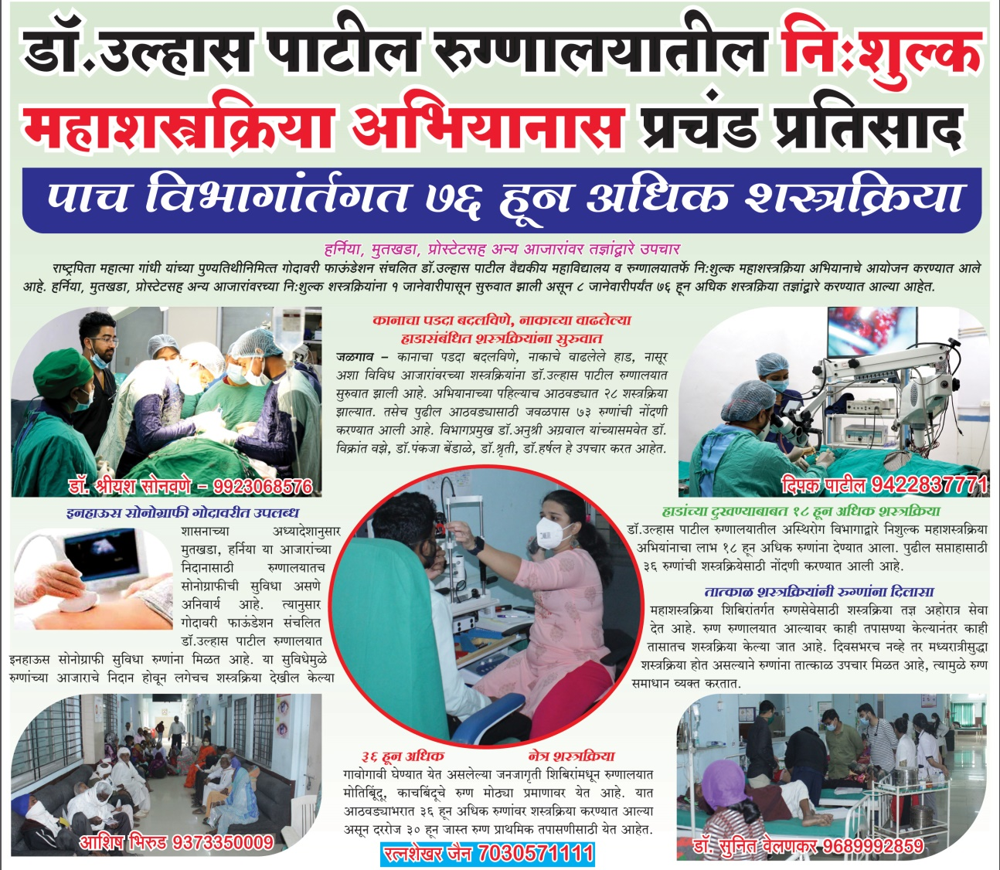 डॉ.उल्हास पाटील रुग्णालयातील निःशुल्क
महाशस्त्रक्रिया अभियानास प्रचंड प्रतिसाद
पाच विभागांर्तगत ७६ हून अधिक शस्त्रक्रिया
हर्निया, मुतखडा, प्रोस्टेटसह अन्य आजारांवर तज्ञांद्वारे उपचार
राष्ट्रपिता महात्मा गांधी यांच्या पुण्यतिथीनिमित्त गोदावरी फाऊंडेशन संचलित डॉ.उल्हास पाटील वैद्यकीय महाविद्यालय व रुग्णालयातर्फे नि:शुल्क महाशस्त्रक्रिया अभियानाचे आयोजन करण्यात आले
आहे. हर्निया, मुतखडा, प्रोस्टेटसह अन्य आजारांवरच्या नि:शुल्क शस्त्रक्रियांना १ जानेवारीपासून सुरुवात झाली असून ८ जानेवारीपर्यंत ७६ हून अधिक शस्त्रक्रिया तज्ञांद्वारे करण्यात आल्या आहेत.
कानाचा पडदा बदलविणे, नाकाच्या वाढलेल्या
हाडासंबंधित शस्त्रक्रियांना सुरुवात
जळगाव – कानाचा पडदा बदलविणे, नाकाचे वाढलेले हाड, नासूर
अशा विविध आजारांवरच्या शस्त्रक्रियांना डॉ.उल्हास पाटील रुग्णालयात
सुरुवात झाली आहे. अभियानाच्या पहिल्याच आठवड्यात २८ शस्त्रक्रिया
झाल्यात. तसेच पुढील आठवड्यासाठी जवळपास ७३ रुग्णांची नोंदणी
करण्यात आली आहे. विभागप्रमुख डॉ.अनुश्री अग्रवाल यांच्यासमवेत डॉ.
विक्रांत वझे, डॉ.पंकजा बेंडाळे, डॉ.श्रृती, डॉ.हर्षल हे उपचार करत आहेत.
डॉ. श्रीयश सोनवणे – 9923068576
दिपक पाटील 9422837771
इनहाऊस सोनोग्राफी गोदावरीत उपलब्ध
शासनाच्या अध्यादेशानुसार
मुतखडा, हर्निया या आजारांच्या
निदानासाठी रुग्णालयातच
सोनोग्राफीची सुविधा असणे
अनिवार्य आहे. त्यानुसार
गोदावरी फाऊंडेशन संचलित
डॉ.उल्हास पाटील रुग्णालयात
इनहाऊस सोनोग्राफी सुविधा रुग्णांना मिळत आहे. या सुविधेमुळे
रुग्णांच्या आजाराचे निदान होवून लगेचच शस्त्रक्रिया देखील केल्या
हाडांच्या दुखण्याबाबत १८ हून अधिक शस्त्रक्रिया
डॉ.उल्हास पाटील रुग्णालयातील अस्थिरोग विभागाद्वारे निशुल्क महाशस्त्रक्रिया
अभियांनाचा लाभ १८ हून अधिक रुग्णांना देण्यात आला. पुढील सप्ताहासाठी
३६ रुग्णांची शस्त्रक्रियेसाठी नोंदणी करण्यात आली आहे.
तात्काळ शस्त्रक्रियांनी रुग्णांना दिलासा
महाशस्त्रक्रिया शिबिरांतर्गत रुग्णसेवेसाठी शस्त्रक्रिया तज्ञ अहोरात्र सेवा
देत आहे. रुग्ण रुग्णालयात आल्यावर काही तपासण्या केल्यानंतर काही
तासातच शस्त्रक्रिया केल्या जात आहे. दिवसभरच नव्हे तर मध्यरात्रीसुद्धा
शस्त्रक्रिया होत असल्याने रुग्णांना तात्काळ उपचार मिळत आहे, त्यामुळे रुग्ण
समाधान व्यक्त करतात.
३६ हून अधिक नेत्र शस्त्रक्रिया
गावोगावी घेण्यात येत असलेल्या जनजागृती शिबिरांमधून रुग्णालयात
मोतिबिंूदू, काचबिंदूचे रुग्ण मोठ्या प्रमाणावर येत आहे. यात
आठवड्याभरात ३६ हून अधिक रुग्णांवर शस्त्रक्रिया करण्यात आल्या
असून दररोज ३० हून जास्त रुग्ण प्राथमिक तपासणीसाठी येत आहेत.
आशिष भिरुड 9373350009
रत्नशेखर जैन 7030571111
डॉ. सुनित वेलणकर 9689992859